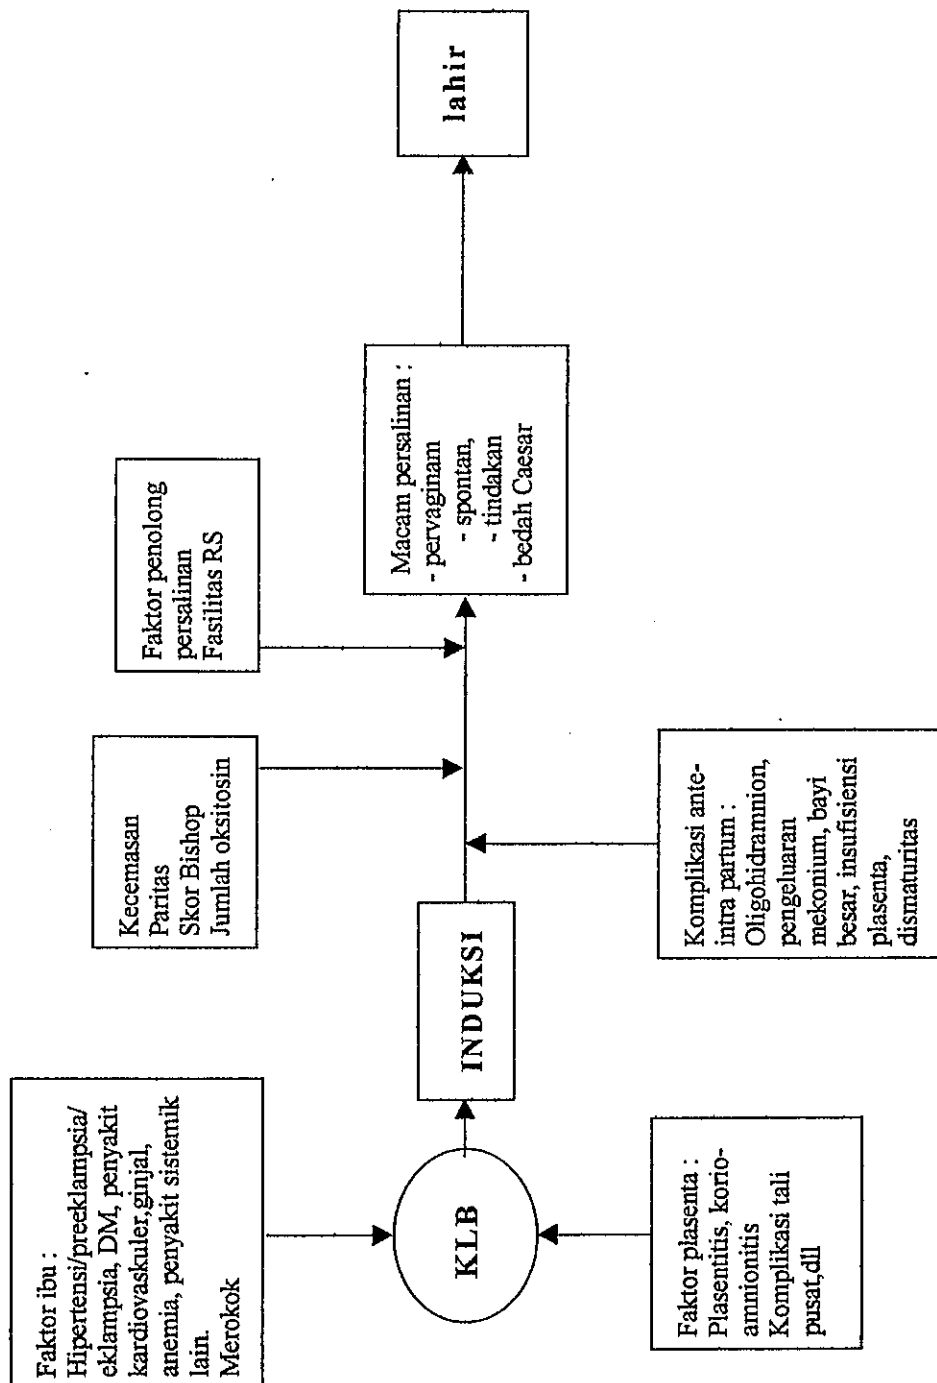 Faktor ibu :
Hipertensi/preeklampsia/
eklampsia, DM, penyakit
kardiovaskuler,ginjal,
anemia, penyakit sistemik
lain.
Merokok
KLB
Faktor plasenta :
Plasentitis, korio-
amnionitis
Komplikasi tali
pusat,dll
INDUKSI
Kecemasan
Paritas
Skor Bishop
Jumlah oksitosin
Komplikasi ante-
intra partum :
Oligohidramnion,
pengeluaran
mekonium, bayi
besar, insufisiensi
plasenta,
dismaturitas
Faktor penolong
persalinan
Fasilitas RS
Macam persalinan :
- pervaginam
- spontan,
- tindakan
- bedah Caesar
lahir